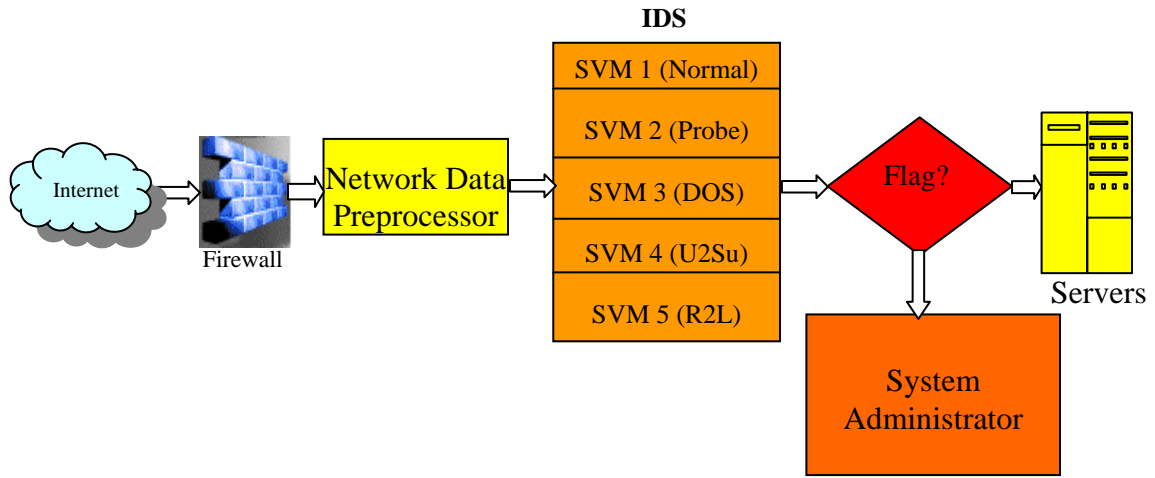 IDS
SVM 1 (Normal)
SVM 2 (Probe)
SVM 3 (DOS)
SVM 4 (U2Su)
SVM 5 (R2L)
Internet
Firewall
Network Data
Preprocessor
Flag?
Servers
System
Administrator